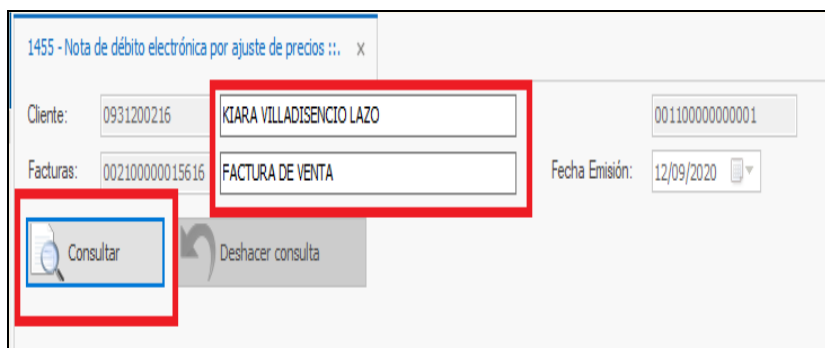 1455 - Nota de débito electrónica por ajuste de precios ::. x
Cliente: 0931200216 KIARA VILLADISENCIO LAZO 001100000000001
Facturas: 002100000015616 FACTURA DE VENTA Fecha Emisión: 12/09/2020
Consultar Deshacer consulta